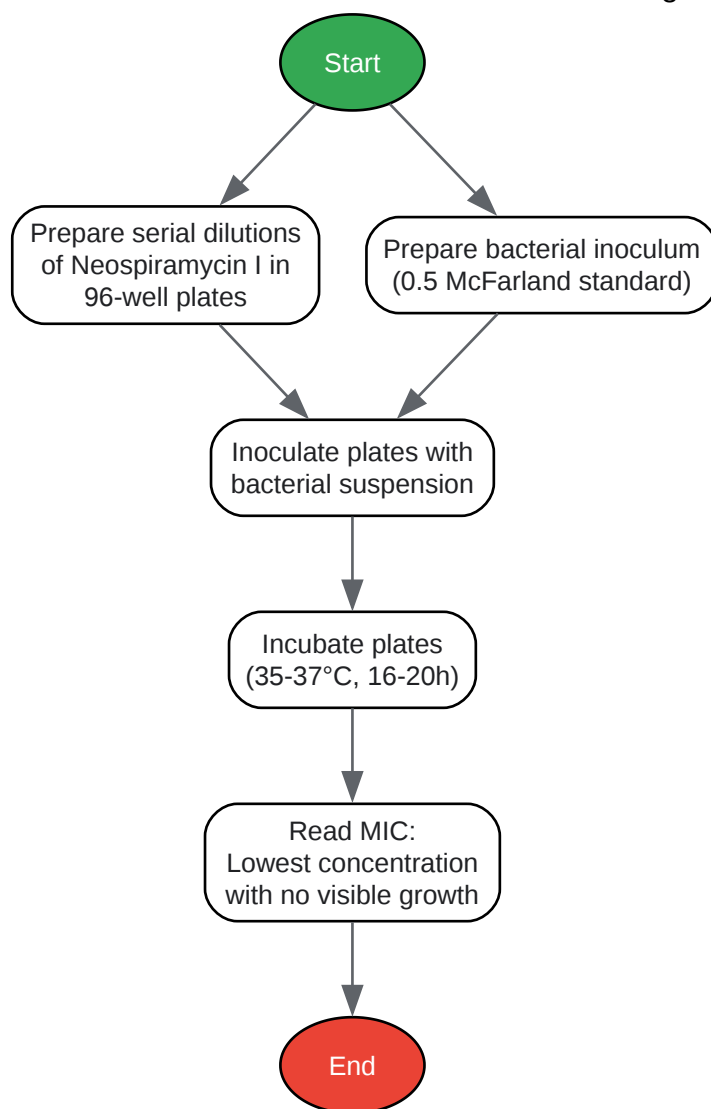 Start
Prepare serial dilutions
of Neospiramycin I in
96-well plates
Prepare bacterial inoculum
(0.5 McFarland standard)
Inoculate plates with
bacterial suspension
Incubate plates
(35-37°C, 16-20h)
Read MIC:
Lowest concentration
with no visible growth
End